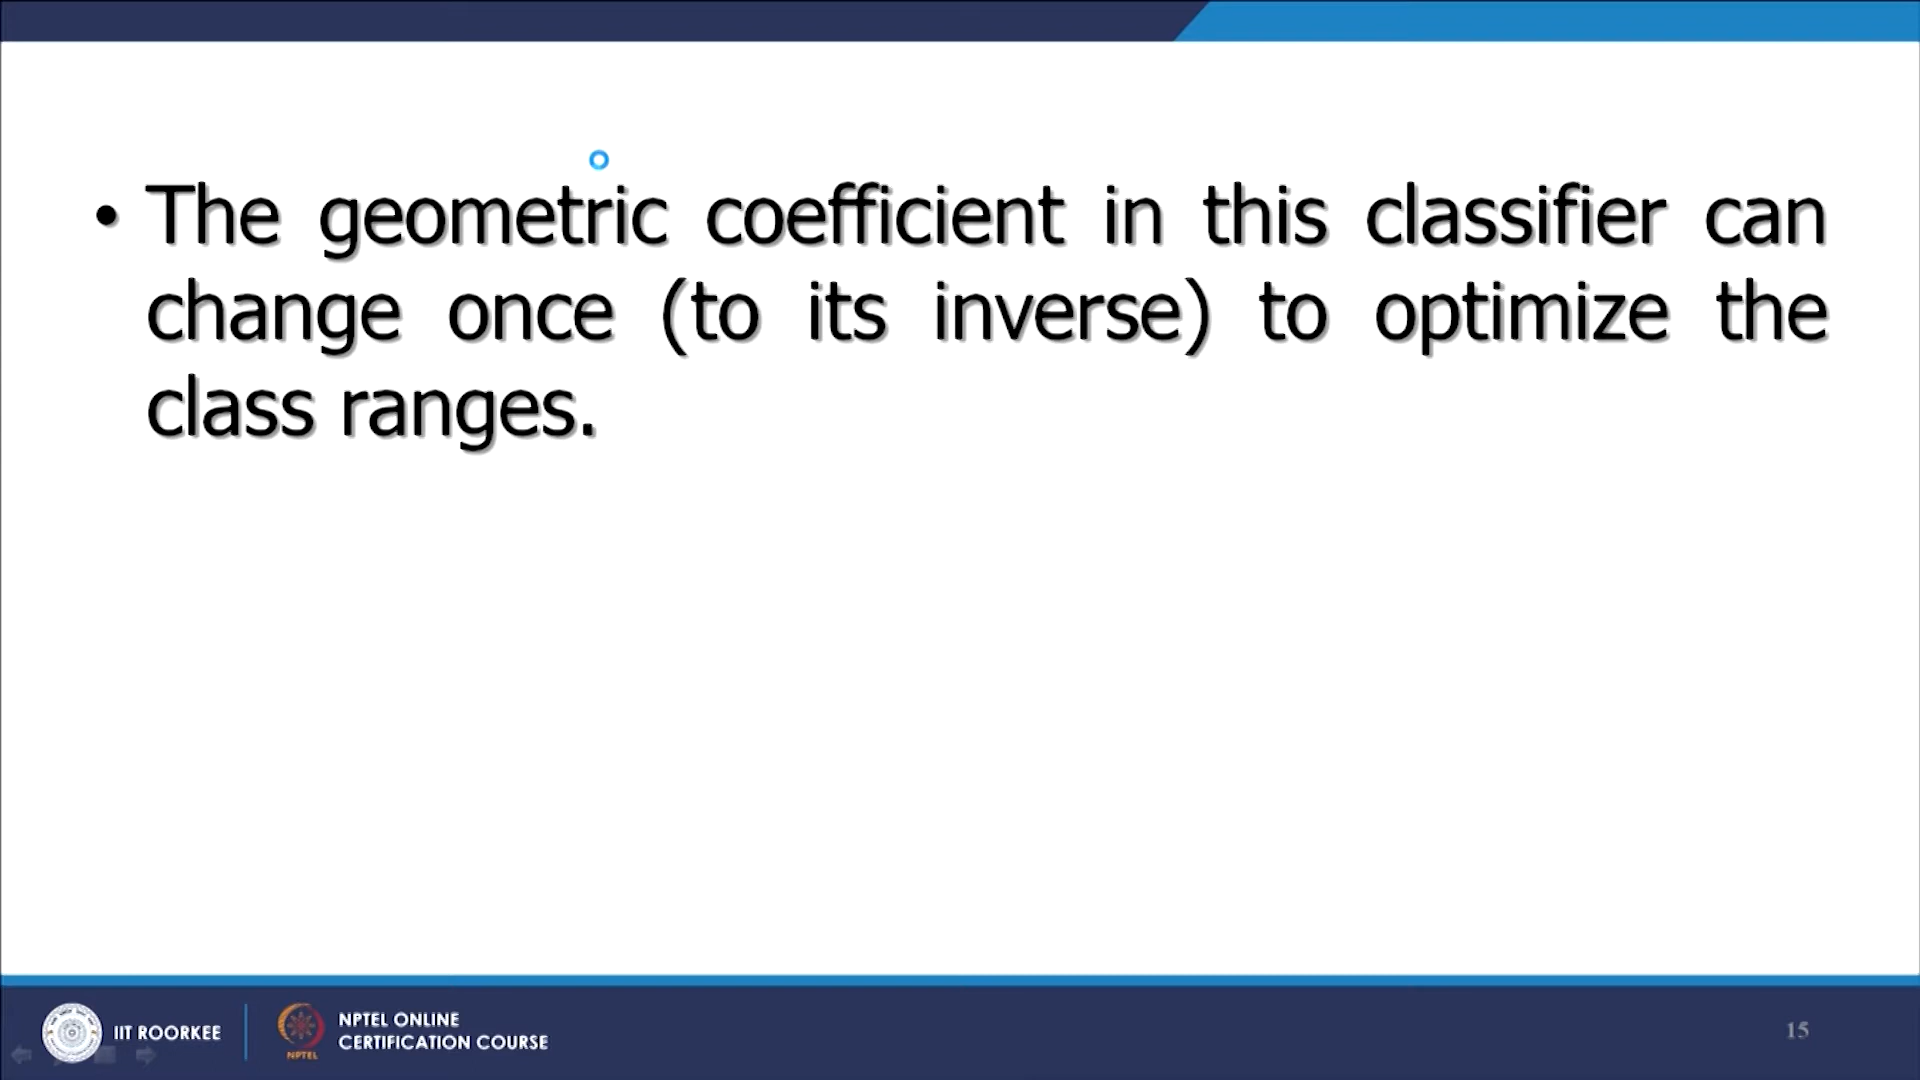 • The geometric coefficient in this classifier can
change once (to its inverse) to optimize the
class ranges.
IIT ROORKEE
NPTEL
NPTEL ONLINE
CERTIFICATION COURSE
15